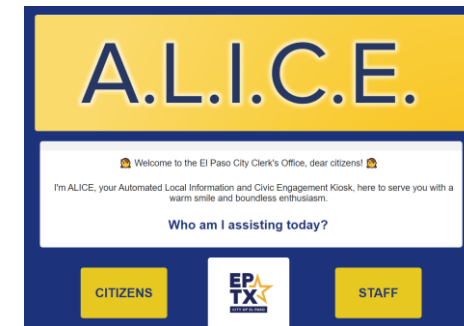 A.L.I.C.E.
Welcome to the El Paso City Clerk's Office, dear citizens!
I'm ALICE, your Automated Local Information and Civic Engagement Kiosk, here to serve you with a
warm smile and boundless enthusiasm.
Who am I assisting today?
CITIZENS
EP
TX
CITY OF EL PASO
STAFF